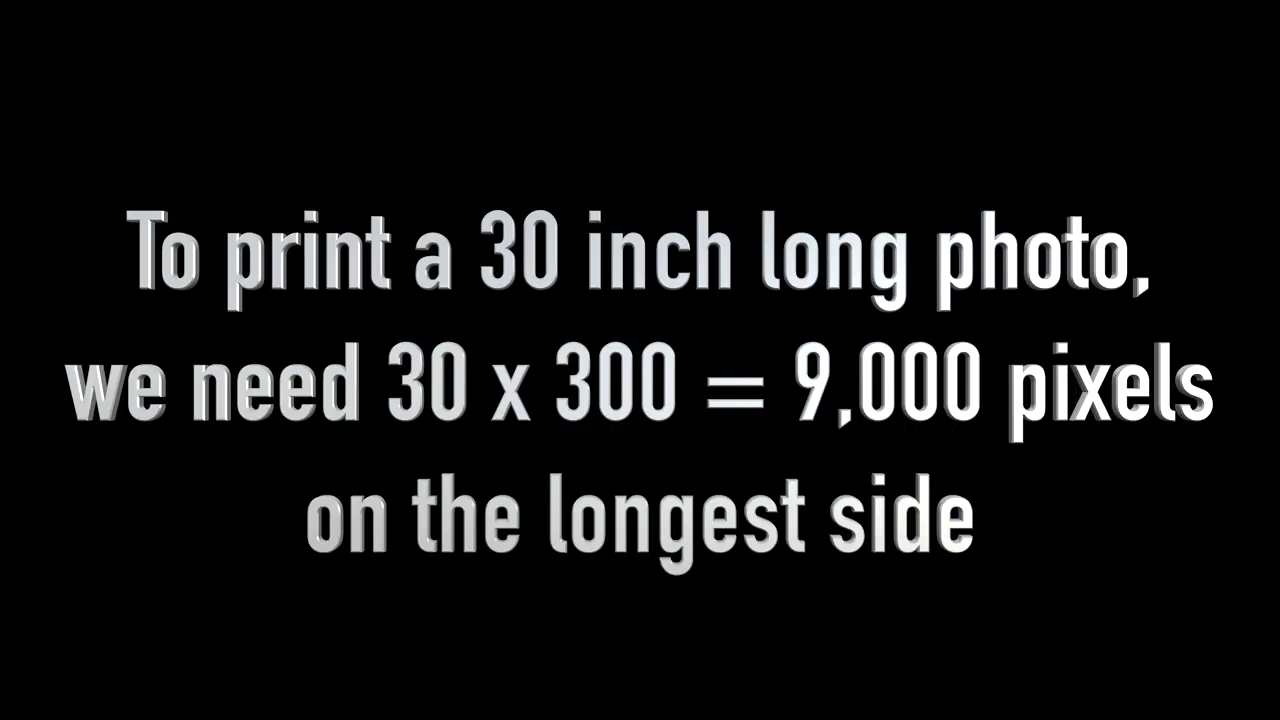 To print a 30 inch long photo,
we need 30 x 300 = 9,000 pixels
on the longest side